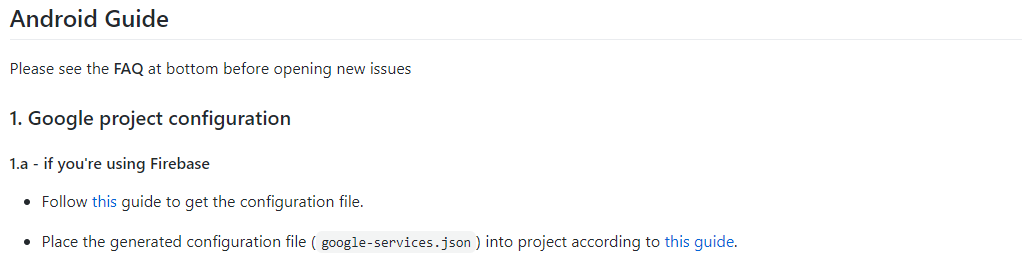 Android Guide
Please see the FAQ at bottom before opening new issues
1. Google project configuration
1.a - if you're using Firebase
Follow this guide to get the configuration file.
Place the generated configuration file (google-services.json) into project according to this guide.